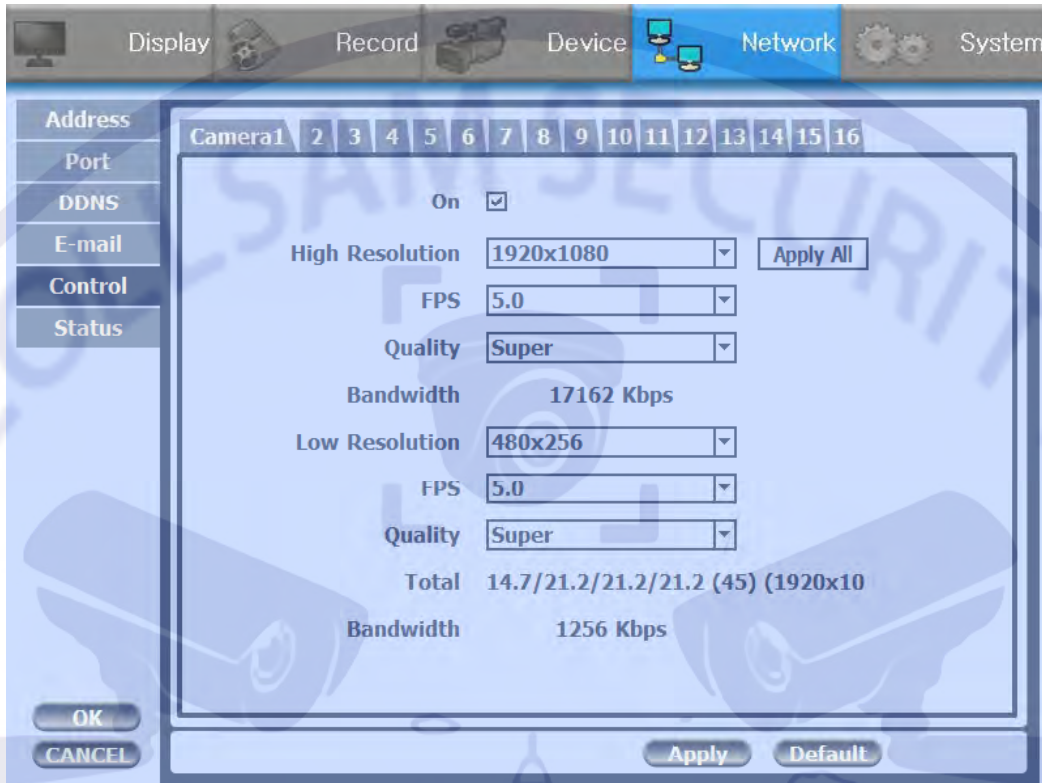 Display Record Device Network System
Address
Port
DDNS
E-mail
Control
Status
Camera1 2 3 4 5 6 7 8 9 10 11 12 13 14 15 16
On
High Resolution 1920x1080 Apply All
FPS 5.0
Quality Super
Bandwidth 17162 Kbps
Low Resolution 480x256
FPS 5.0
Quality Super
Total 14.7/21.2/21.2/21.2 (45) (1920x10
Bandwidth 1256 Kbps
OK
CANCEL
Apply Default
SAM SECURIT